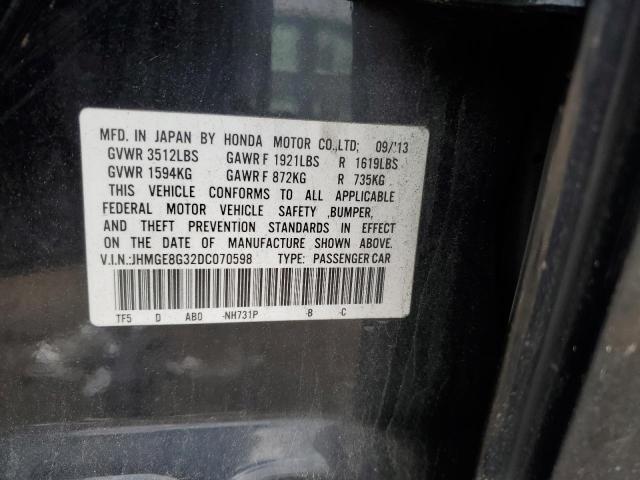 MFD. IN JAPAN BY HONDA MOTOR CO.,LTD; 09/'13
GVWR 3512LBS GAWR F 1921LBS R 1619LBS
GVWR 1594KG GAWR F 872KG R 735KG
THIS VEHICLE CONFORMS TO ALL APPLICABLE
FEDERAL MOTOR VEHICLE SAFETY ,BUMPER,
AND THEFT PREVENTION STANDARDS IN EFFECT
ON THE DATE OF MANUFACTURE SHOWN ABOVE.
V.I.N.:JHMGE8G32DC070598 TYPE: PASSENGER CAR
TF5 D AB0 -NH731P -B -C